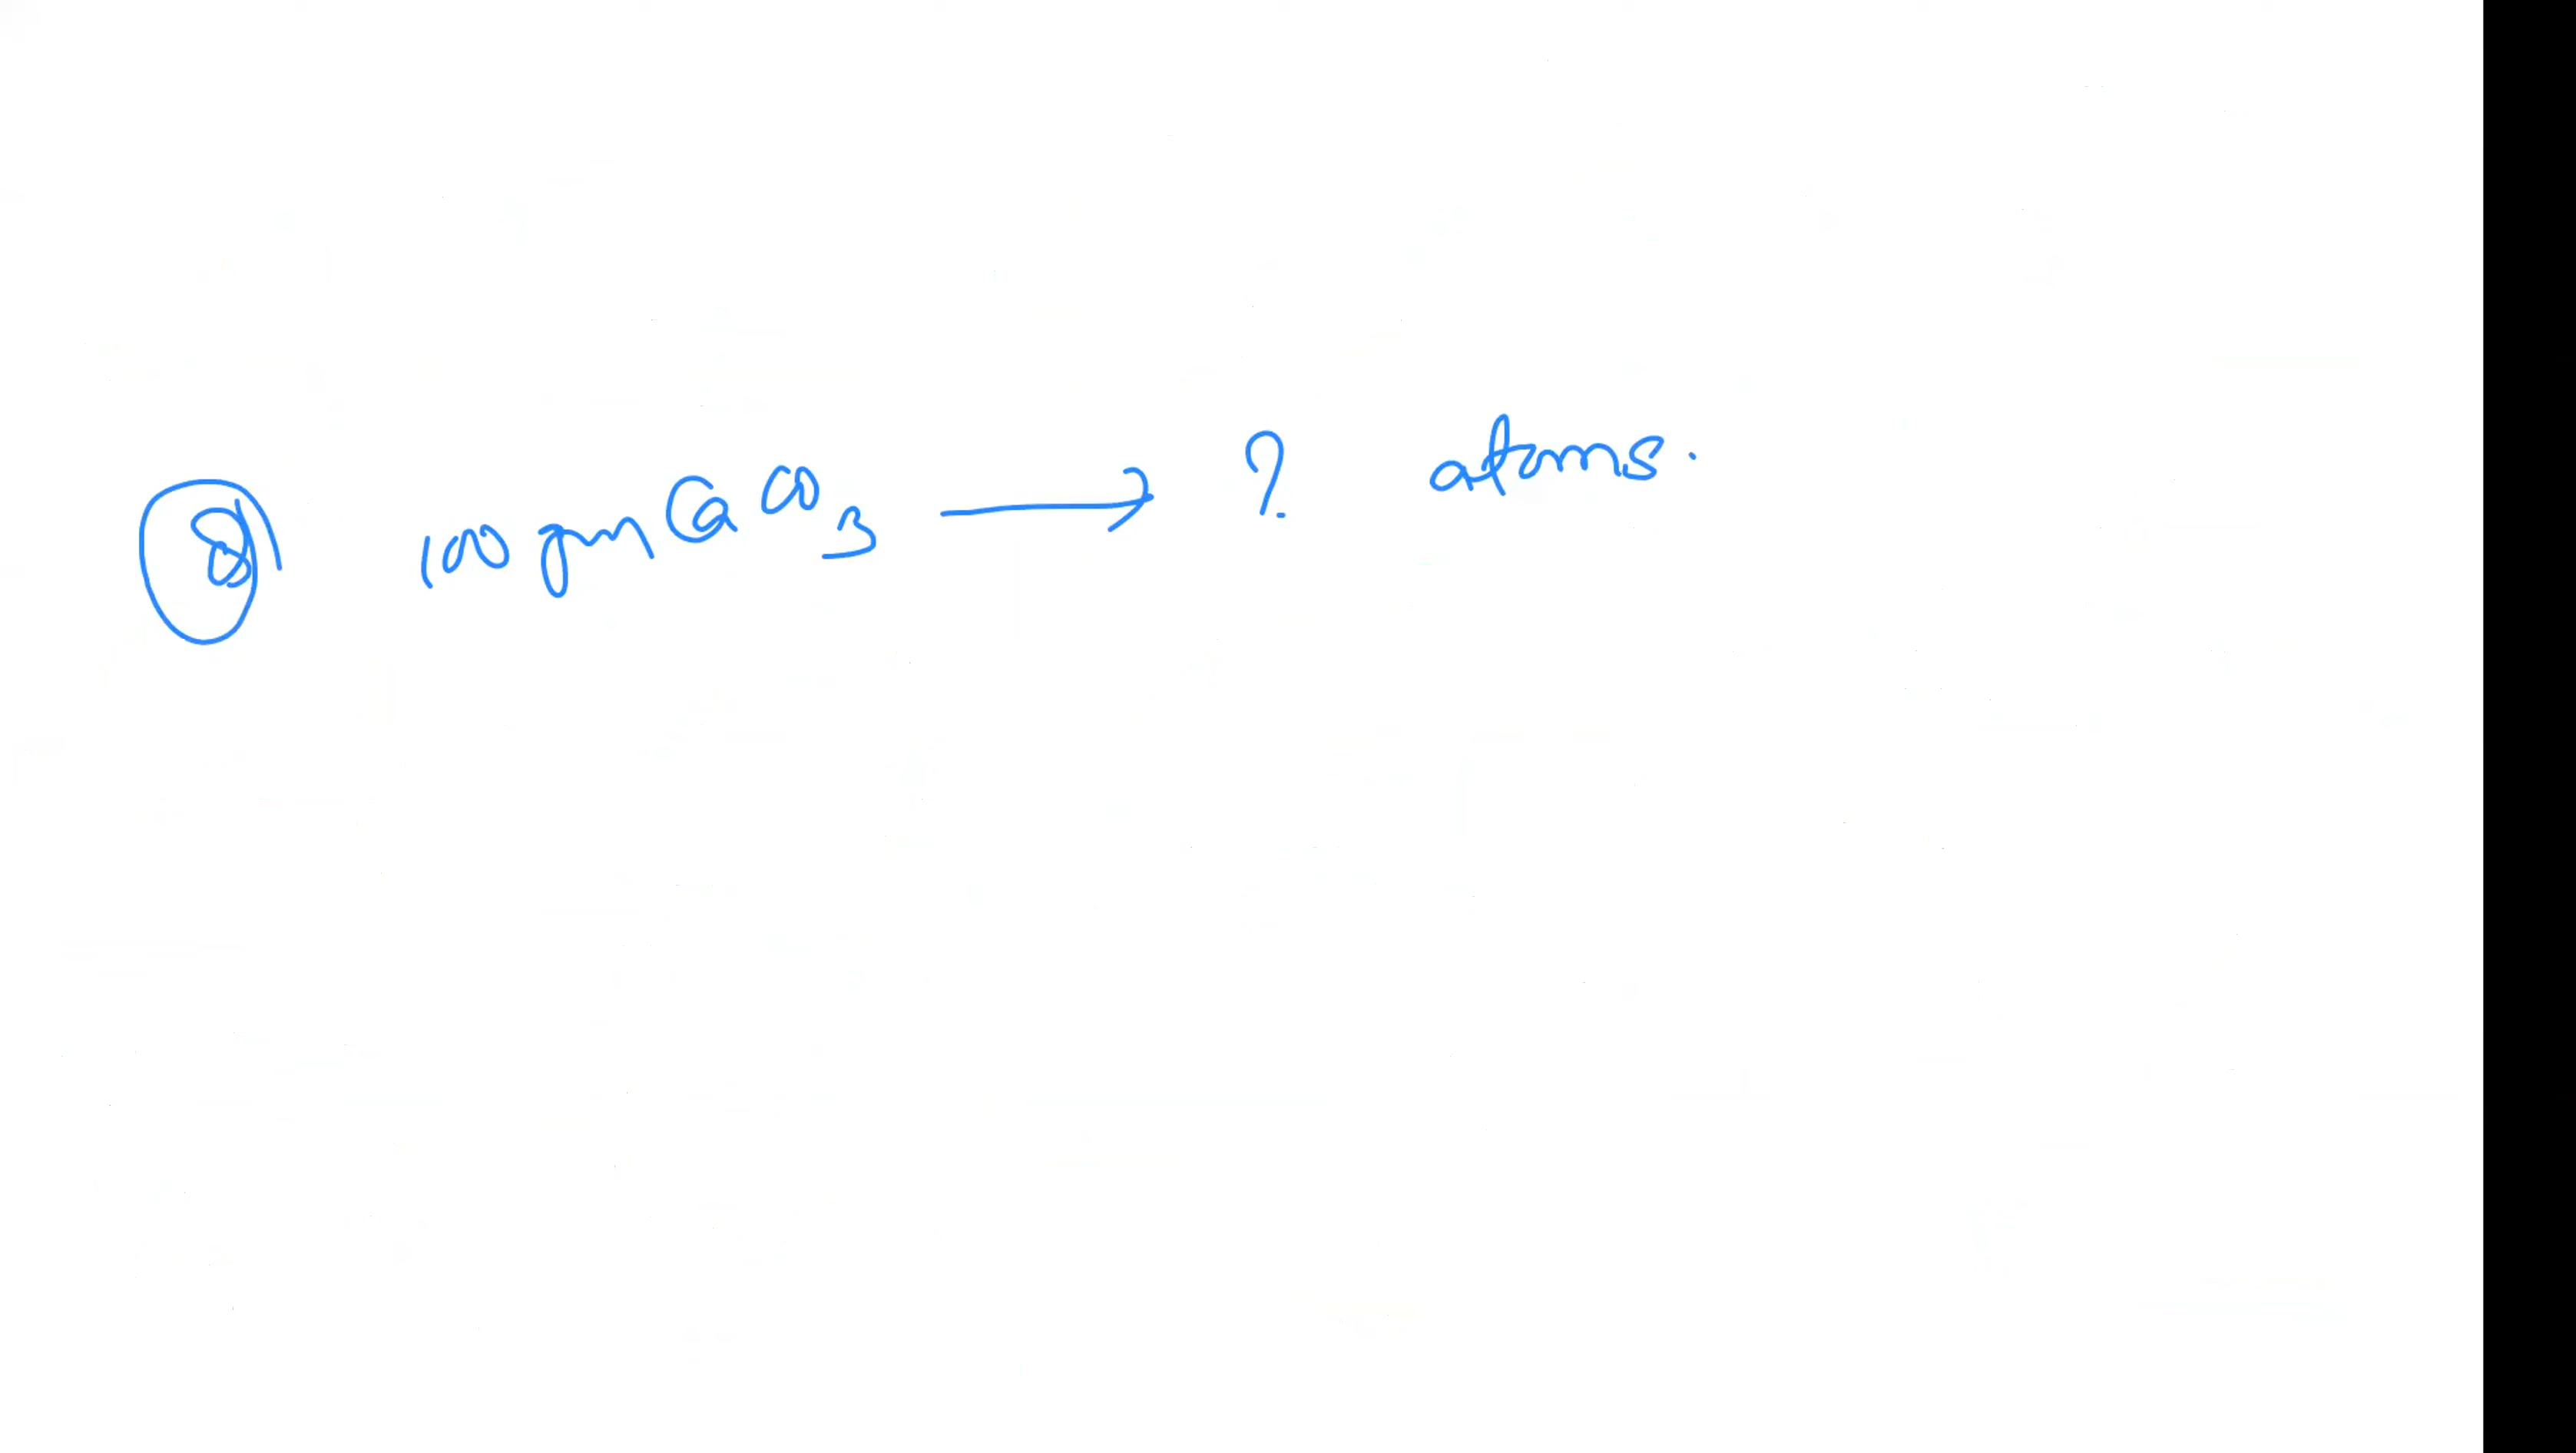 Q 100 gm CaCO3 → ? atoms.